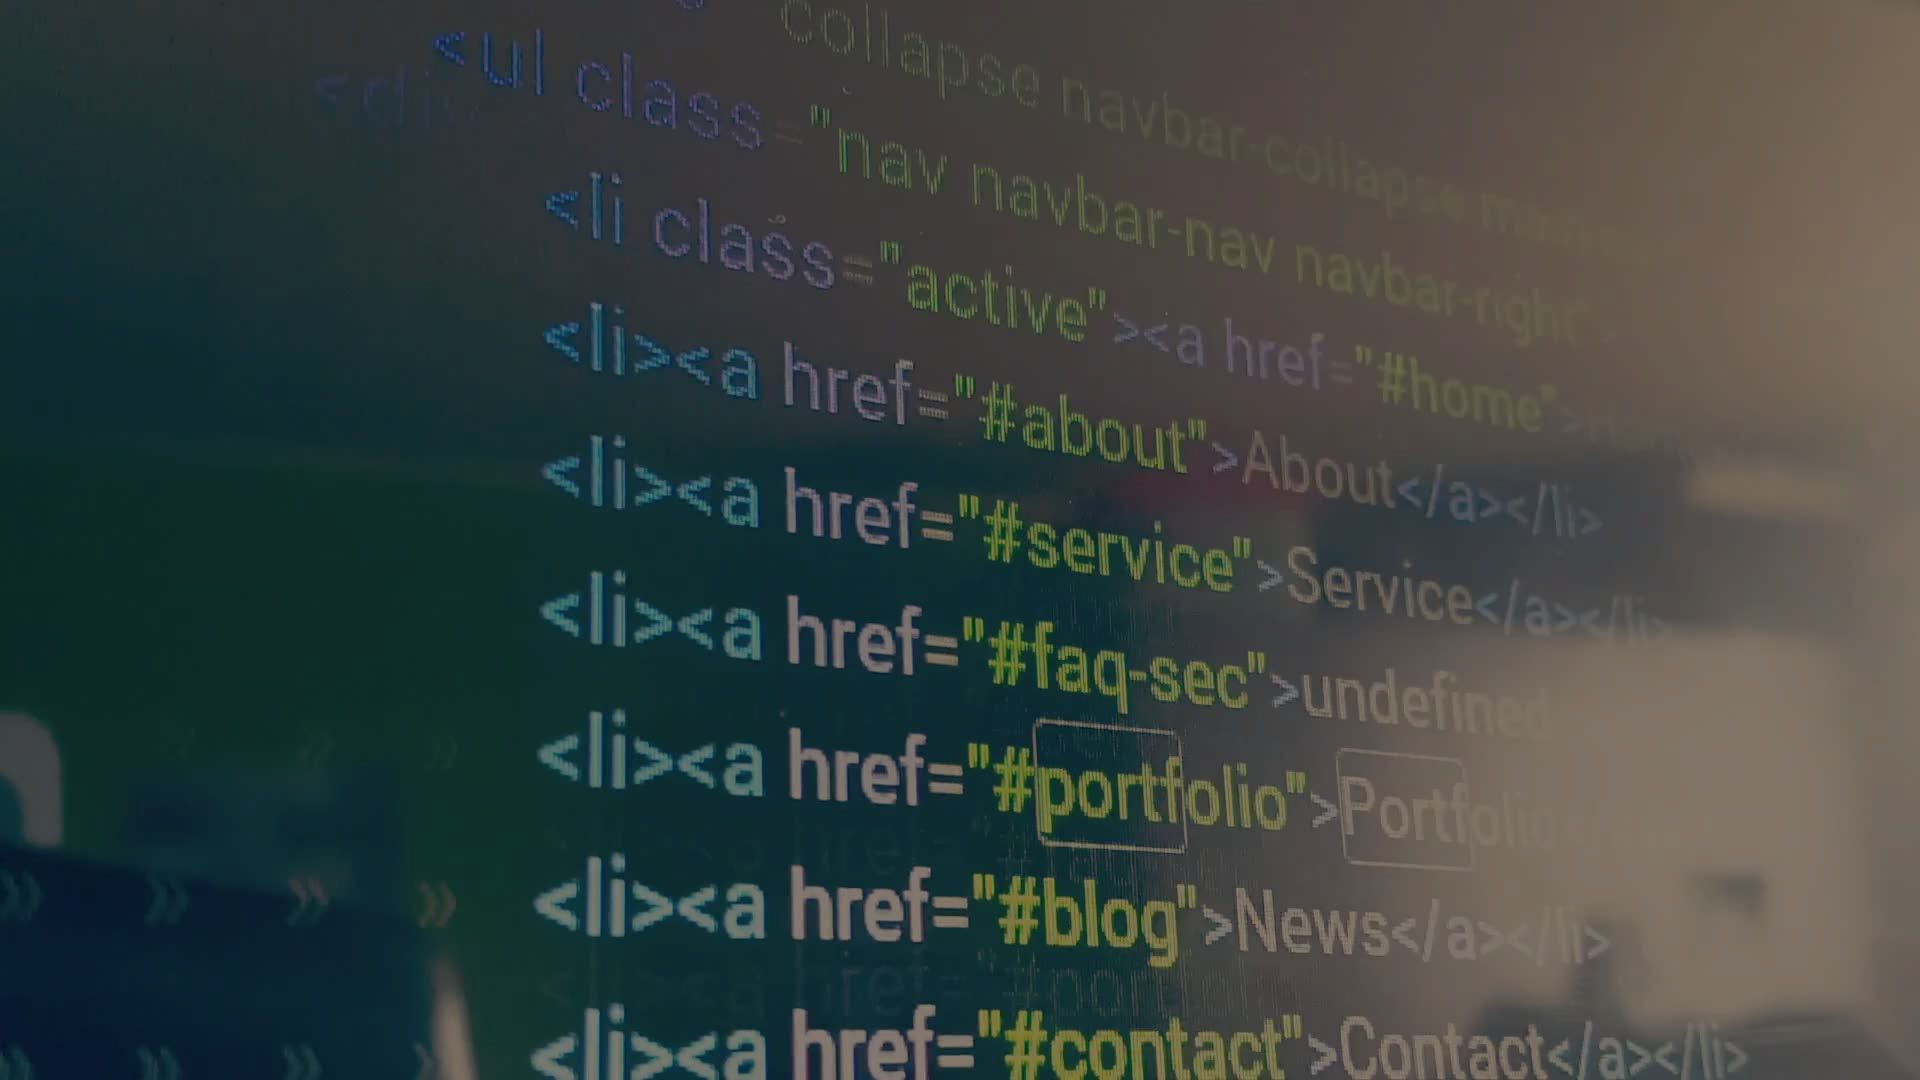 collapse navbar-collapse
<ul class="nav navbar-nav navbar-right">
<li class="active"><a href="#home">
<li><a href="#about">About</a></li>
<li><a href="#service">Service</a></li>
<li><a href="#faq-sec">undefined
<li><a href="#portfolio">Portfolio
<li><a href="#blog">News</a></li>
<li><a href="#contact">Contact</a></li>